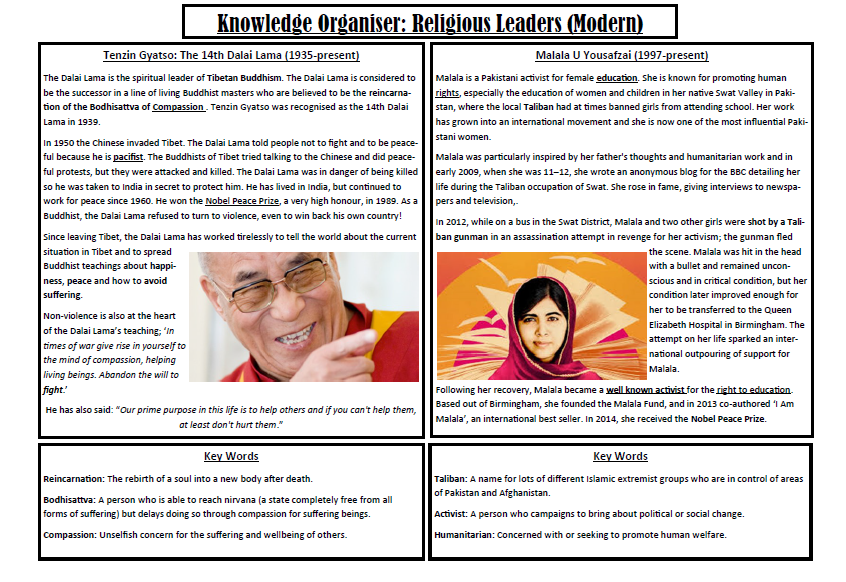 Knowledge Organiser: Religious Leaders (Modern)
Tenzin Gyatso: The 14th Dalai Lama (1935-present)
The Dalai Lama is the spiritual leader of Tibetan Buddhism. The Dalai Lama is considered to
be the successor in a line of living Buddhist masters who are believed to be the reincarna-
tion of the Bodhisattva of Compassion . Tenzin Gyatso was recognised as the 14th Dalai
Lama in 1939.
In 1950 the Chinese invaded Tibet. The Dalai Lama told people not to fight and to be peace-
ful because he is pacifist. The Buddhists of Tibet tried talking to the Chinese and did peace-
ful protests, but they were attacked and killed. The Dalai Lama was in danger of being killed
so he was taken to India in secret to protect him. He has lived in India, but continued to
work for peace since 1960. He won the Nobel Peace Prize, a very high honour, in 1989. As a
Buddhist, the Dalai Lama refused to turn to violence, even to win back his own country!
Since leaving Tibet, the Dalai Lama has worked tirelessly to tell the world about the current
situation in Tibet and to spread
Buddhist teachings about happi-
ness, peace and how to avoid
suffering.
Non-violence is also at the heart
of the Dalai Lama's teaching; 'In
times of war give rise in yourself to
the mind of compassion, helping
living beings. Abandon the will to
fight.'
He has also said: "Our prime purpose in this life is to help others and if you can't help them,
at least don't hurt them."
Malala U Yousafzai (1997-present)
Malala is a Pakistani activist for female education. She is known for promoting human
rights, especially the education of women and children in her native Swat Valley in Paki-
stan, where the local Taliban had at times banned girls from attending school. Her work
has grown into an international movement and she is now one of the most influential Paki-
stani women.
Malala was particularly inspired by her father's thoughts and humanitarian work and in
early 2009, when she was 11–12, she wrote an anonymous blog for the BBC detailing her
life during the Taliban occupation of Swat. She rose in fame, giving interviews to newspa-
pers and television,.
In 2012, while on a bus in the Swat District, Malala and two other girls were shot by a Tali-
ban gunman in an assassination attempt in revenge for her activism; the gunman fled
the scene. Malala was hit in the head
with a bullet and remained uncon-
scious and in critical condition, but her
condition later improved enough for
her to be transferred to the Queen
Elizabeth Hospital in Birmingham. The
attempt on her life sparked an inter-
national outpouring of support for
Malala.
Following her recovery, Malala became a well known activist for the right to education.
Based out of Birmingham, she founded the Malala Fund, and in 2013 co-authored 'I Am
Malala', an international best seller. In 2014, she received the Nobel Peace Prize.
Key Words
Reincarnation: The rebirth of a soul into a new body after death.
Bodhisattva: A person who is able to reach nirvana (a state completely free from all
forms of suffering) but delays doing so through compassion for suffering beings.
Compassion: Unselfish concern for the suffering and wellbeing of others.
Key Words
Taliban: A name for lots of different Islamic extremist groups who are in control of areas
of Pakistan and Afghanistan.
Activist: A person who campaigns to bring about political or social change.
Humanitarian: Concerned with or seeking to promote human welfare.